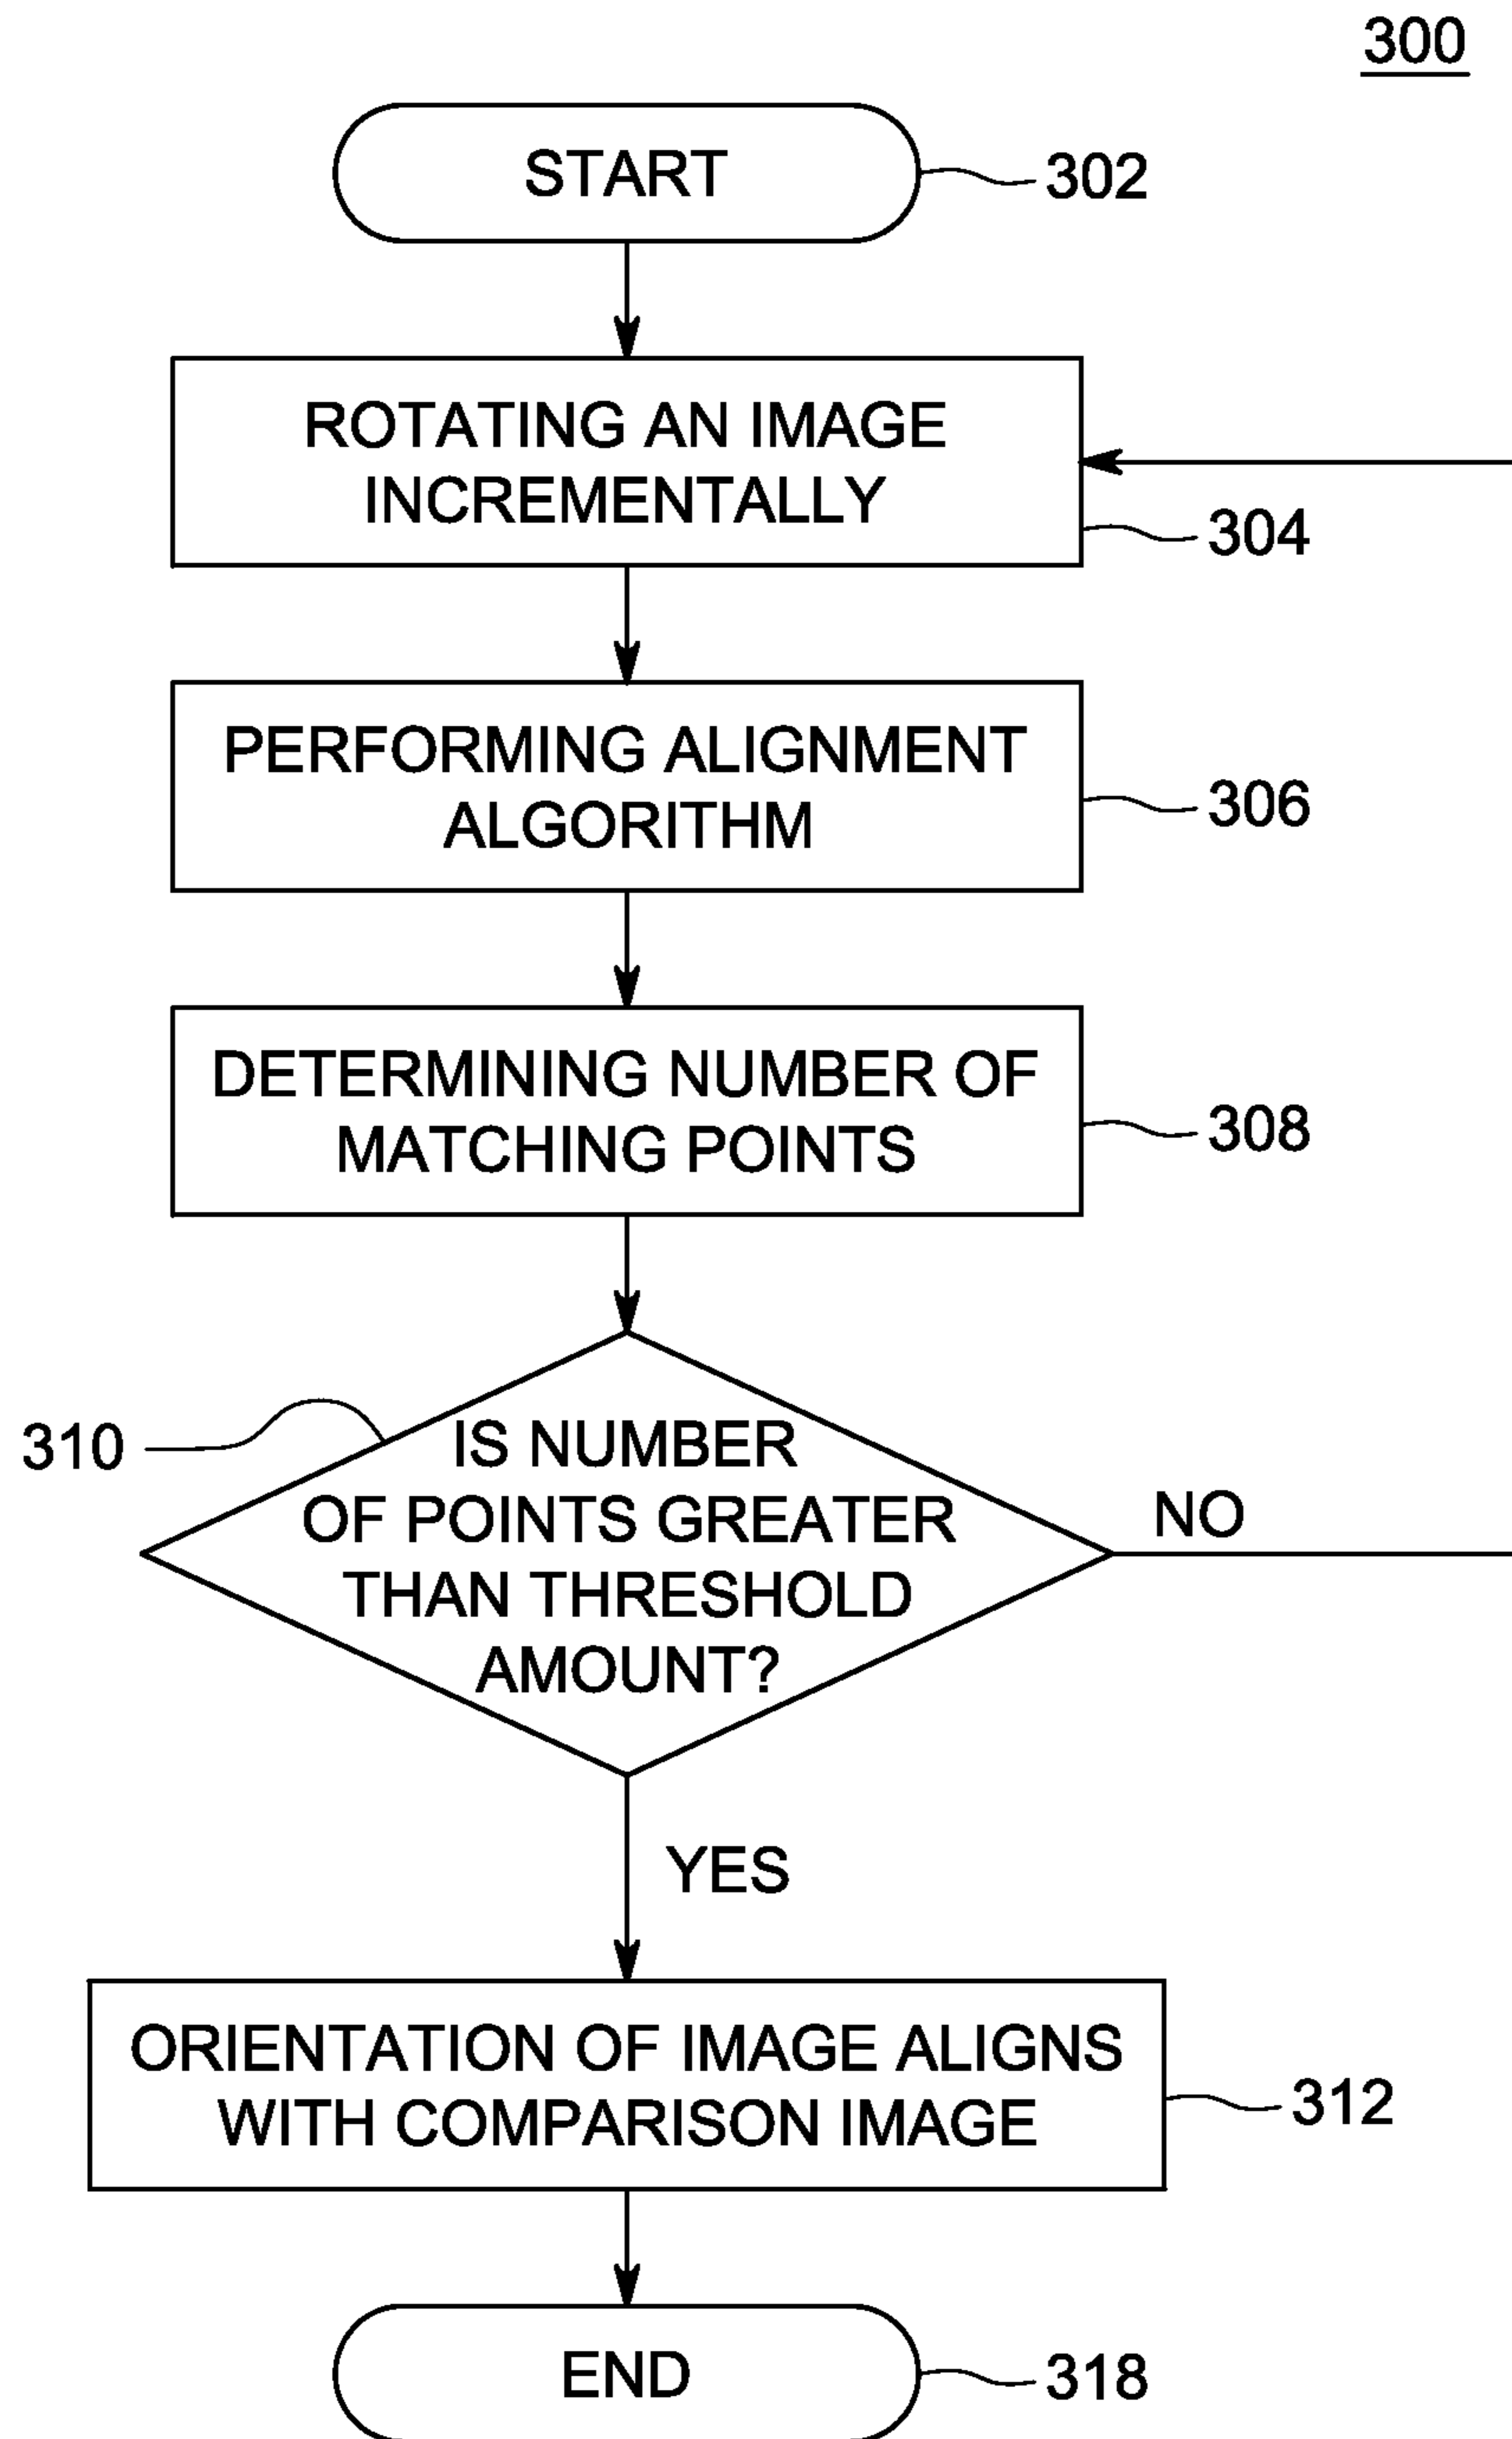 300
START
302
ROTATING AN IMAGE
INCREMENTALLY
304
PERFORMING ALIGNMENT
ALGORITHM
306
DETERMINING NUMBER OF
MATCHING POINTS
308
310
IS NUMBER
OF POINTS GREATER
THAN THRESHOLD
AMOUNT?
NO
YES
ORIENTATION OF IMAGE ALIGNS
WITH COMPARISON IMAGE
312
END
318